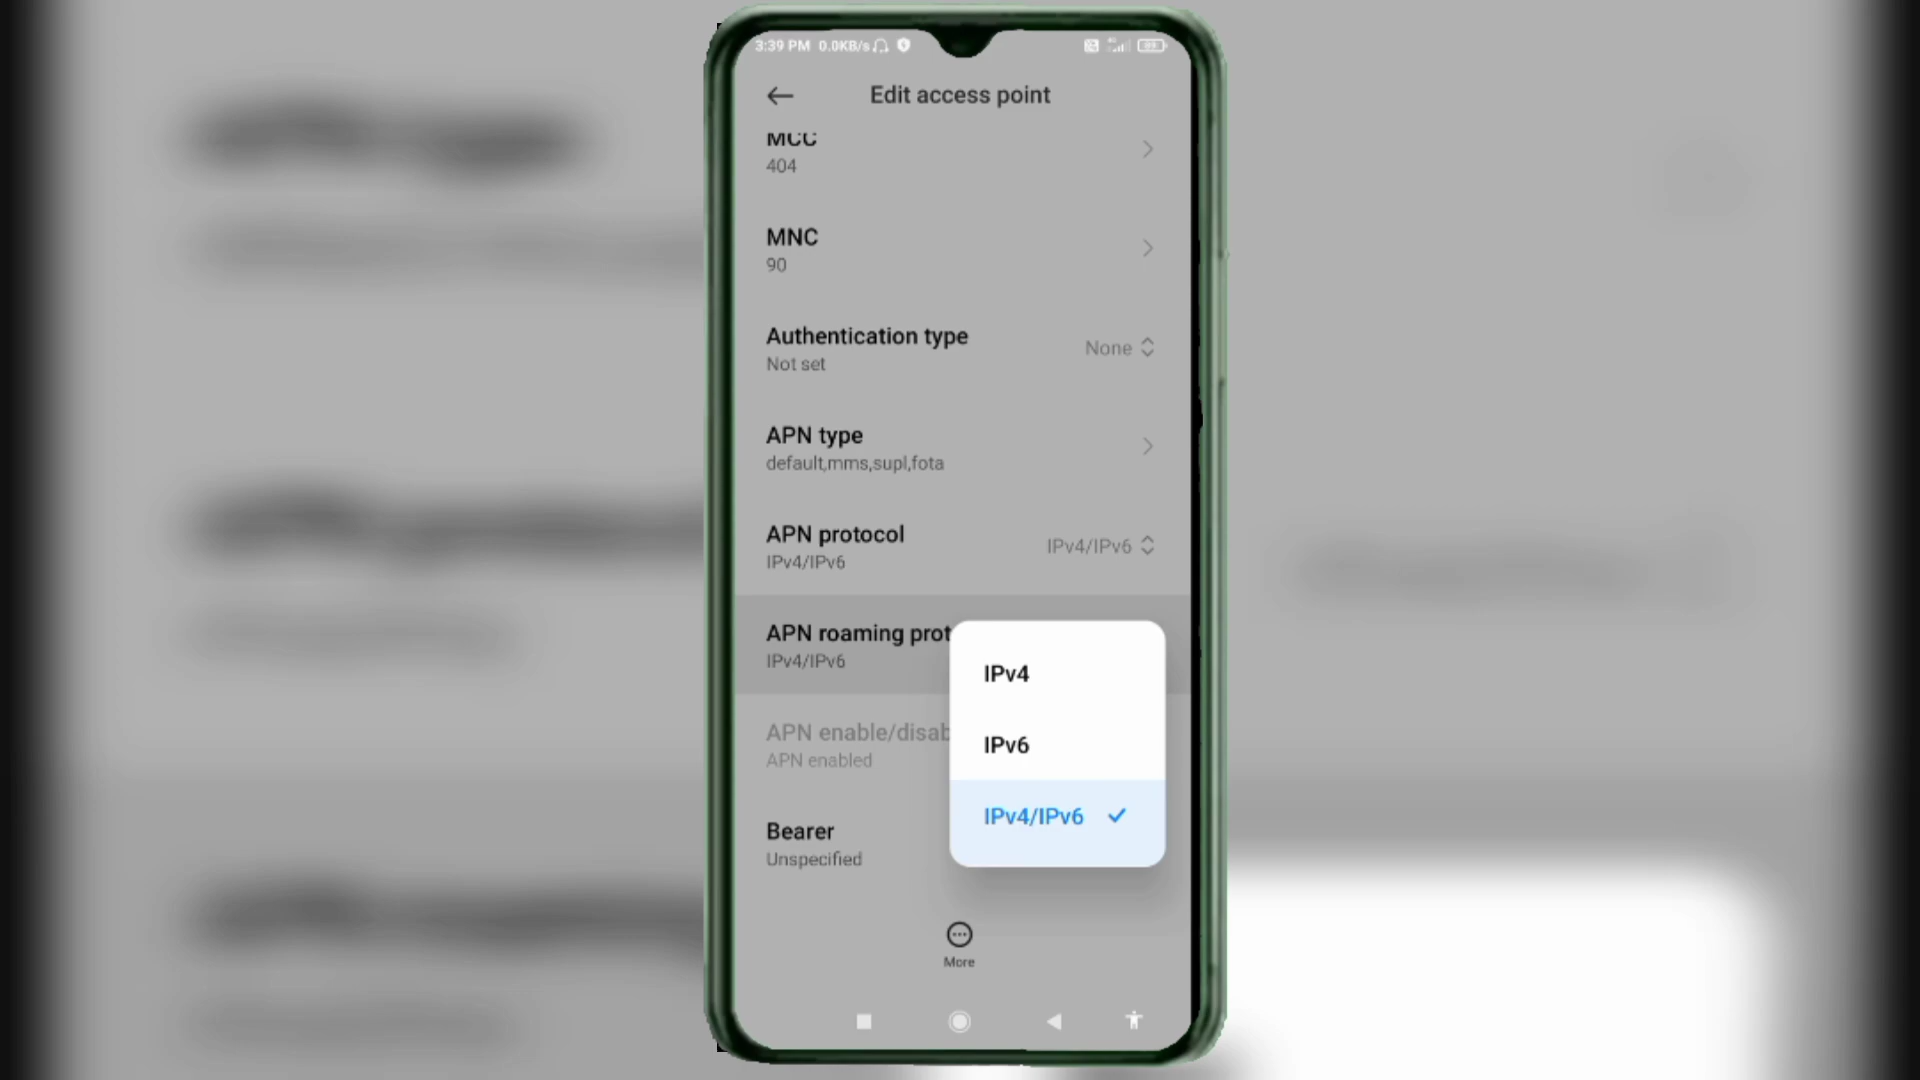 3:39 PM 0.0KB/s
Edit access point
MCC
404
MNC
90
Authentication type
Not set
None
APN type
default,mms,supl,fota
APN protocol
IPv4/IPv6
IPv4/IPv6
APN roaming prot
IPv4/IPv6
IPv4
IPv6
IPv4/IPv6
APN enable/disab
APN enabled
Bearer
Unspecified
More